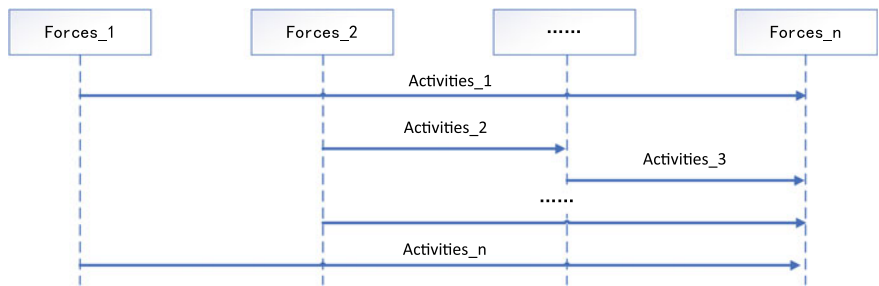 Forces_1
Forces_2
......
Forces_n
Activities_1
Activities_2
Activities_3
......
Activities_n